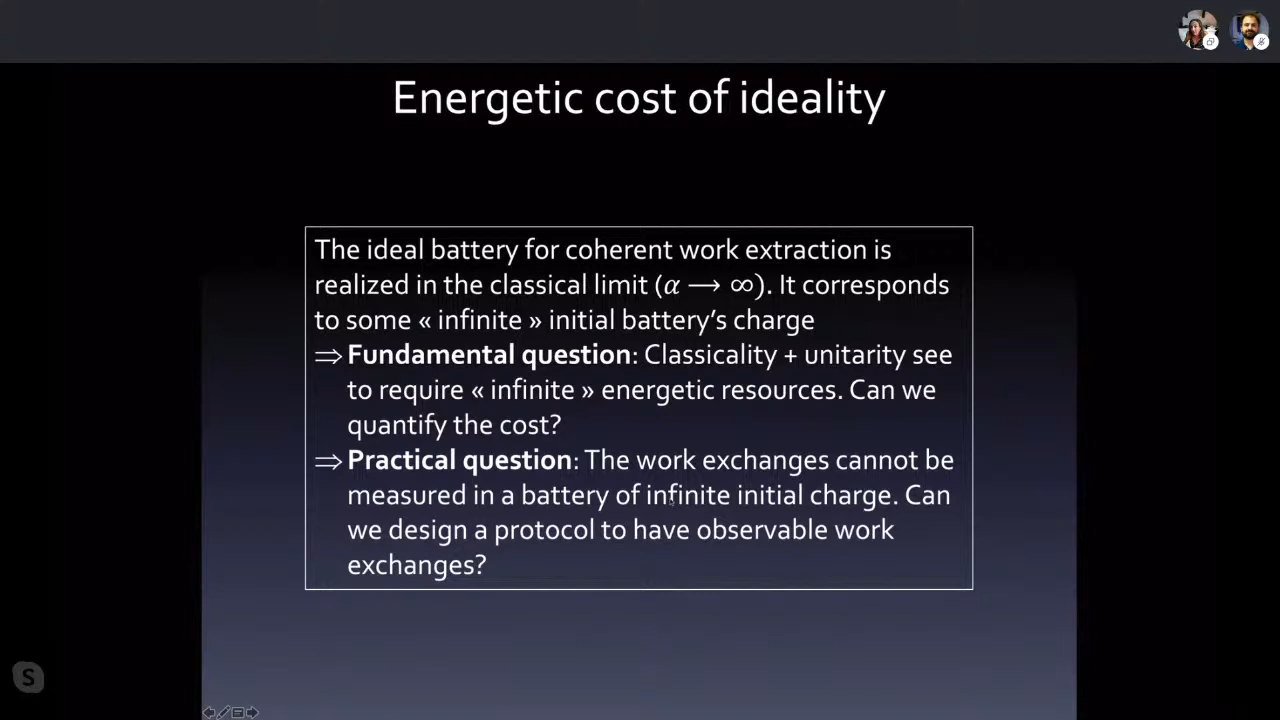 Energetic cost of ideality
The ideal battery for coherent work extraction is
realized in the classical limit (α ⟶ ∞). It corresponds
to some « infinite » initial battery’s charge
⇒ Fundamental question: Classicality + unitarity see
to require « infinite » energetic resources. Can we
quantify the cost?
⇒ Practical question: The work exchanges cannot be
measured in a battery of infinite initial charge. Can
we design a protocol to have observable work
exchanges?
S